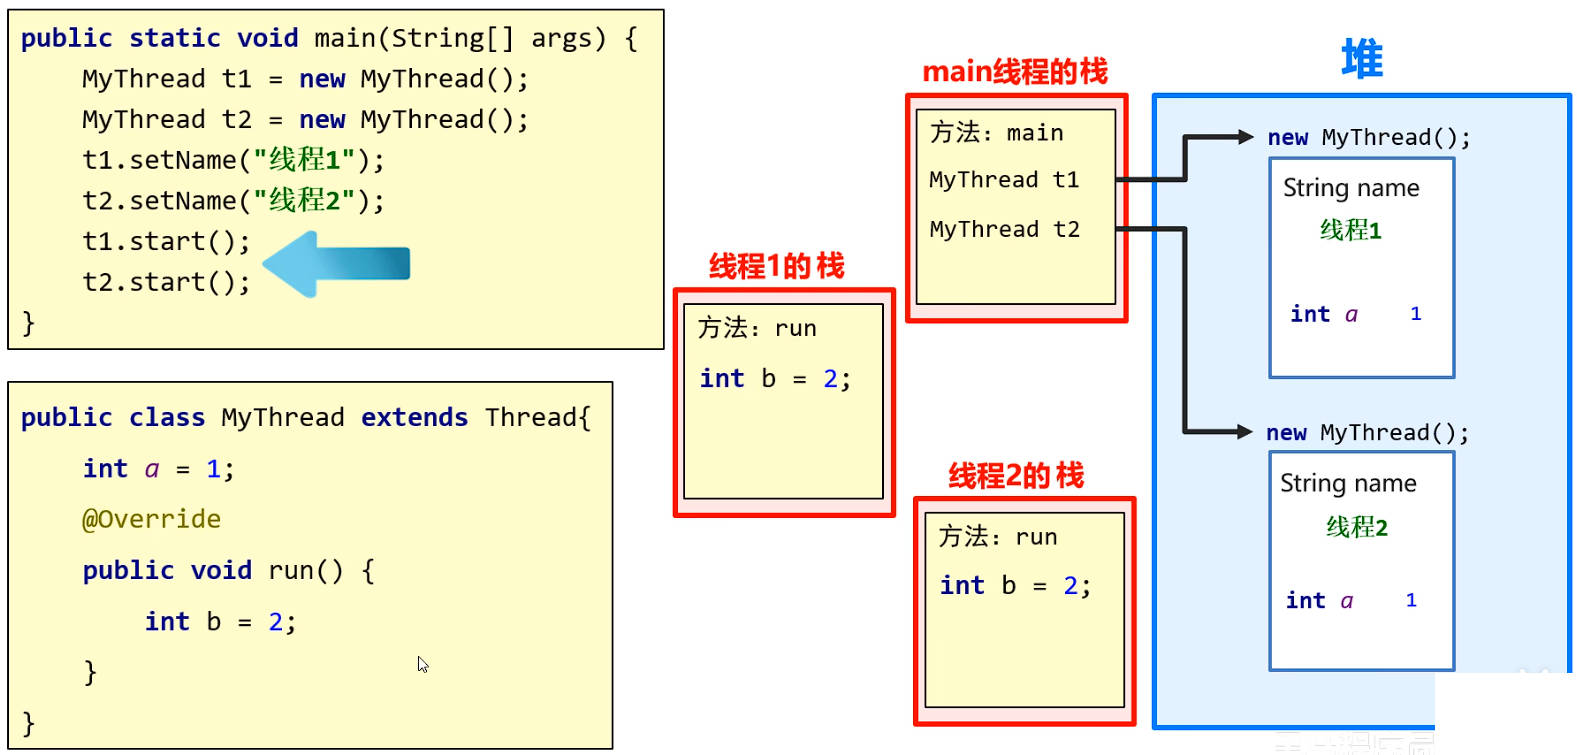 public static void main(String[] args) {
MyThread t1 = new MyThread();
MyThread t2 = new MyThread();
t1.setName("线程1");
t2.setName("线程2");
t1.start();
t2.start();
}
public class MyThread extends Thread{
int a = 1;
@Override
public void run() {
int b = 2;
}
}
线程1的栈
方法：run
int b = 2;
main线程的栈
方法：main
MyThread t1
MyThread t2
线程2的栈
方法：run
int b = 2;
堆
new MyThread();
String name
线程1
int a 1
new MyThread();
String name
线程2
int a 1